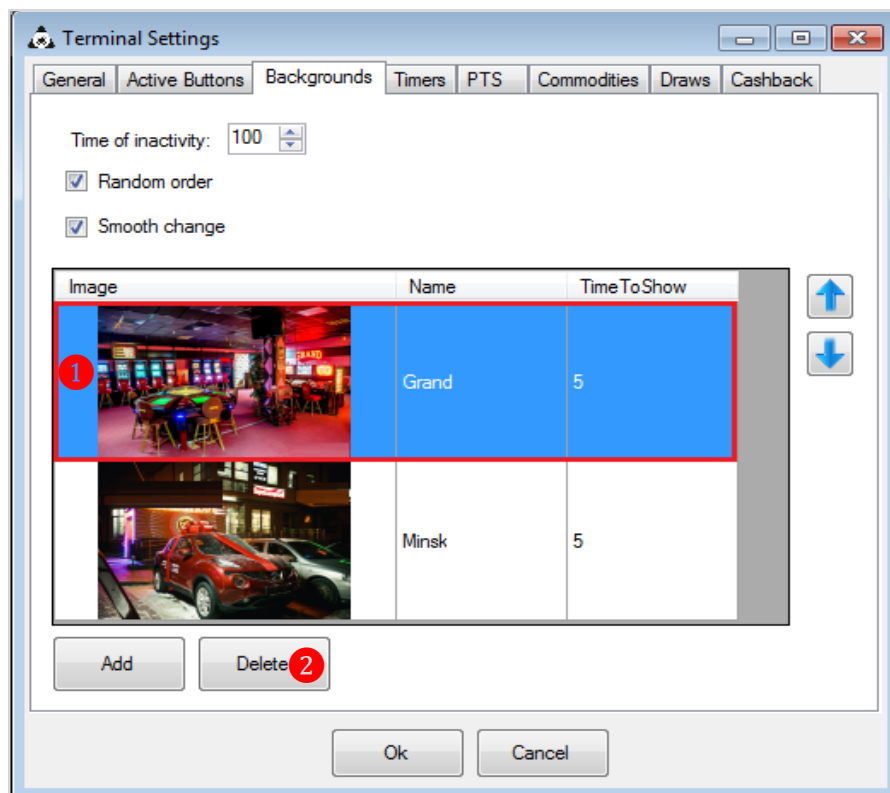 Terminal Settings
General Active Buttons Backgrounds Timers PTS Commodities Draws Cashback
Time of inactivity: 100
Random order
Smooth change
Image Name TimeToShow
1 GRAND Grand 5
Minsk 5
Add Delete 2
Ok Cancel